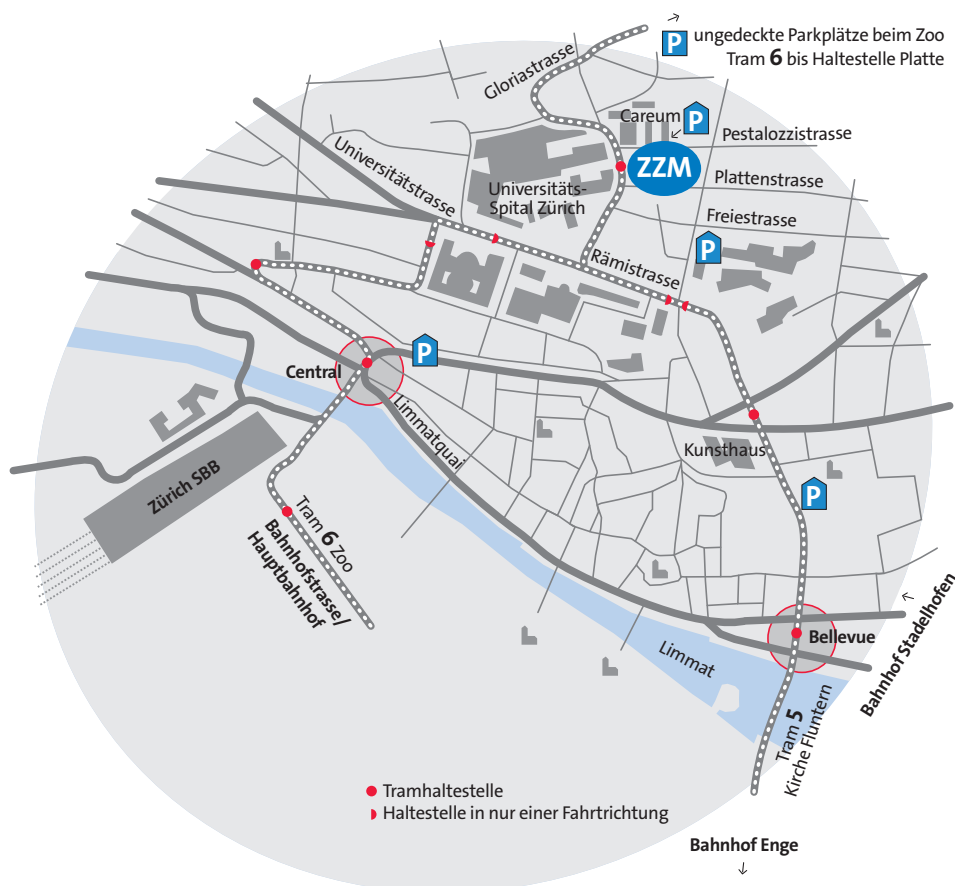 P ungedeckte Parkplätze beim Zoo
Tram 6 bis Haltestelle Platte
Gloriastrasse
Careum P
Pestalozzistrasse
ZZM
Universitätstrasse
Plattenstrasse
Universitäts-
Spital Zürich
Freiestrasse
P
Rämistrasse
P
Central
Limmatquai
Kunsthaus
Zürich SBB
P
Tram 6 Zoo
Bahnhofstrasse/
Hauptbahnhof
Bellevue
Bahnhof Stadelhofen
Limmat
Tram 5
Kirche Fluntern
Tramhaltestelle
Haltestelle in nur einer Fahrtrichtung
Bahnhof Enge